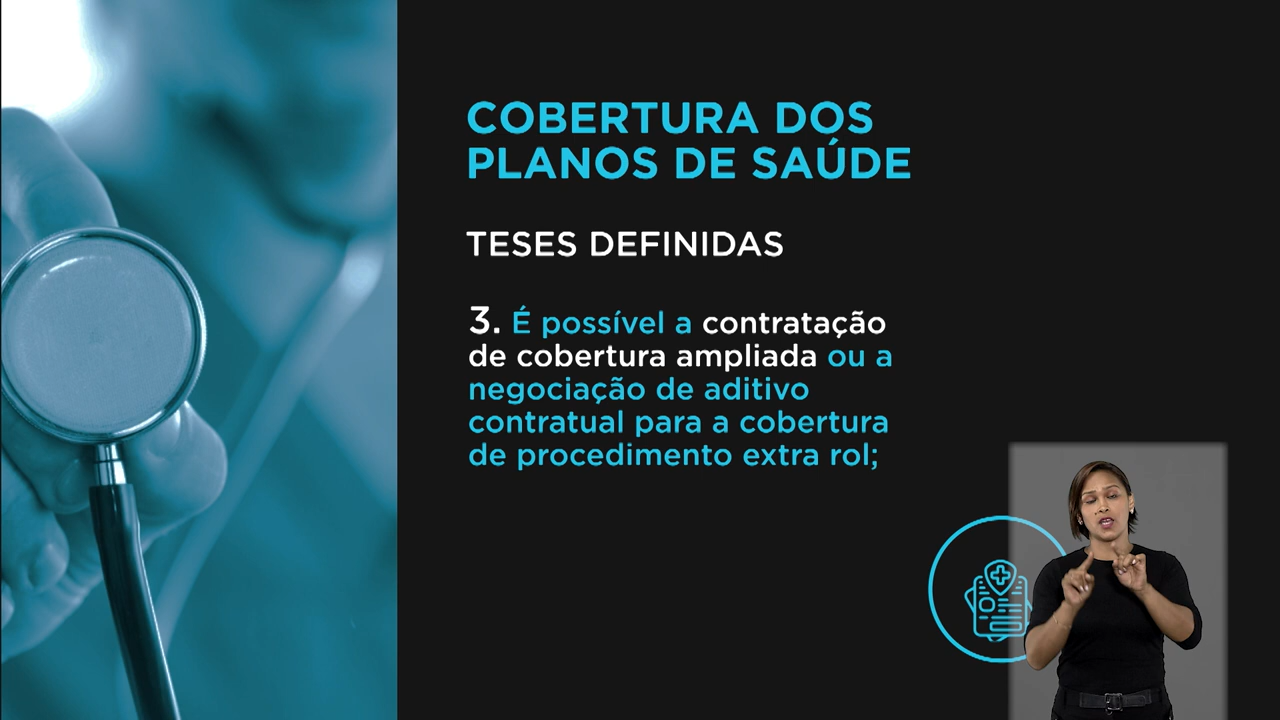 COBERTURA DOS
PLANOS DE SAÚDE
TESES DEFINIDAS
3. É possível a contratação
de cobertura ampliada ou a
negociação de aditivo
contratual para a cobertura
de procedimento extra rol;